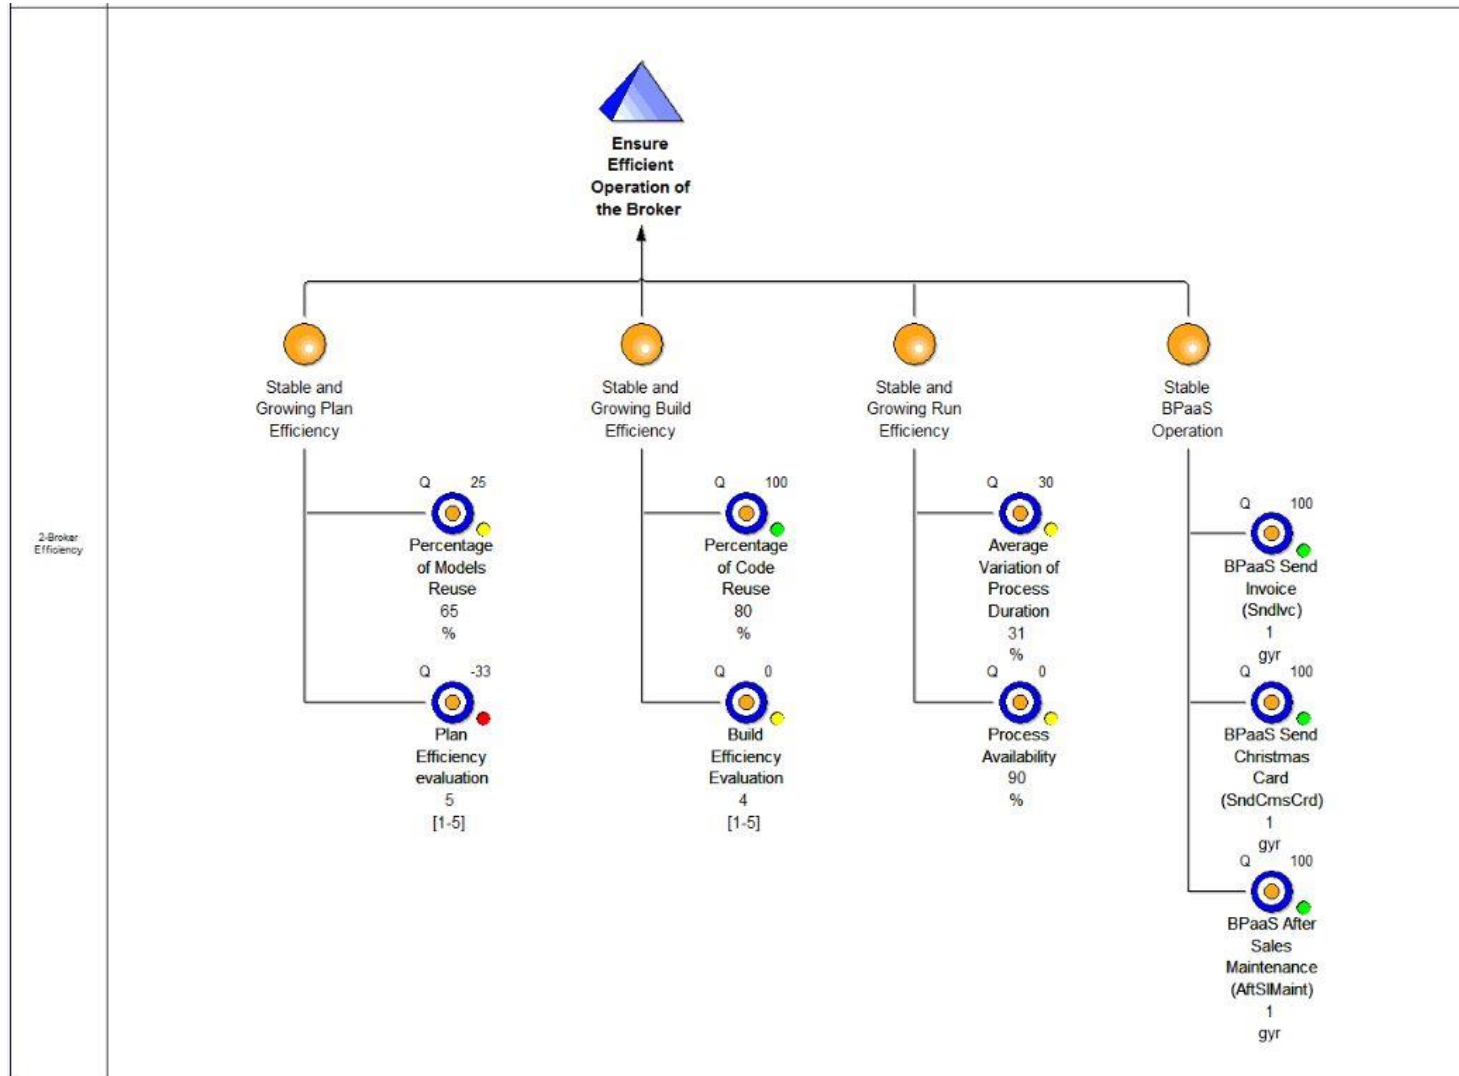 Ensure
Efficient
Operation of
the Broker
Stable and
Growing Plan
Efficiency
Stable and
Growing Build
Efficiency
Stable and
Growing Run
Efficiency
Stable
BPaaS
Operation
2-Broker
Efficiency
Q 25
Percentage
of Models
Reuse
65
%
Q -33
Plan
Efficiency
evaluation
5
[1-5]
Q 100
Percentage
of Code
Reuse
80
%
Q 0
Build
Efficiency
Evaluation
4
[1-5]
Q 30
Average
Variation of
Process
Duration
31
%
Q 0
Process
Availability
90
%
Q 100
BPaaS Send
Invoice
(SndIvc)
1
gyr
Q 100
BPaaS Send
Christmas
Card
(SndCmsCrd)
1
gyr
Q 100
BPaaS After
Sales
Maintenance
(AftSlMaint)
1
gyr